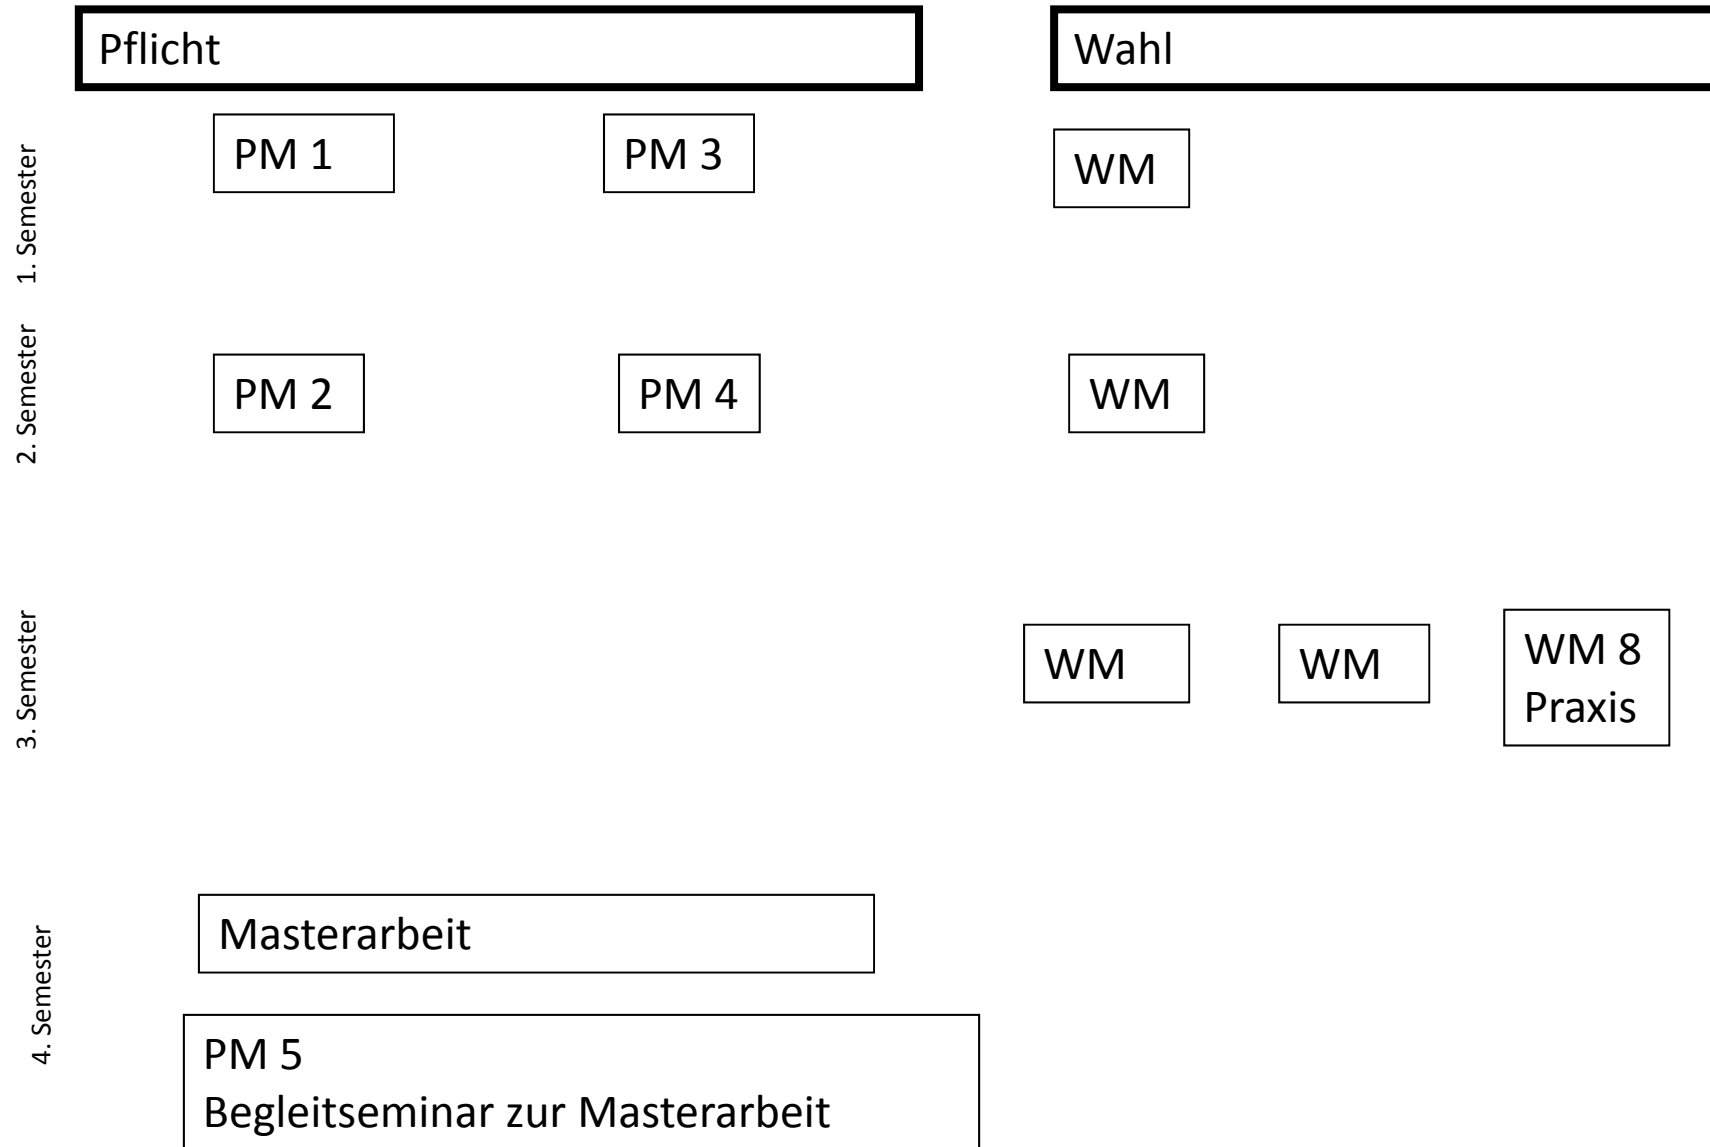 Pflicht
Wahl
1. Semester
PM 1
PM 3
WM
2. Semester
PM 2
PM 4
WM
3. Semester
WM
WM
WM 8
Praxis
4. Semester
Masterarbeit
PM 5
Begleitseminar zur Masterarbeit